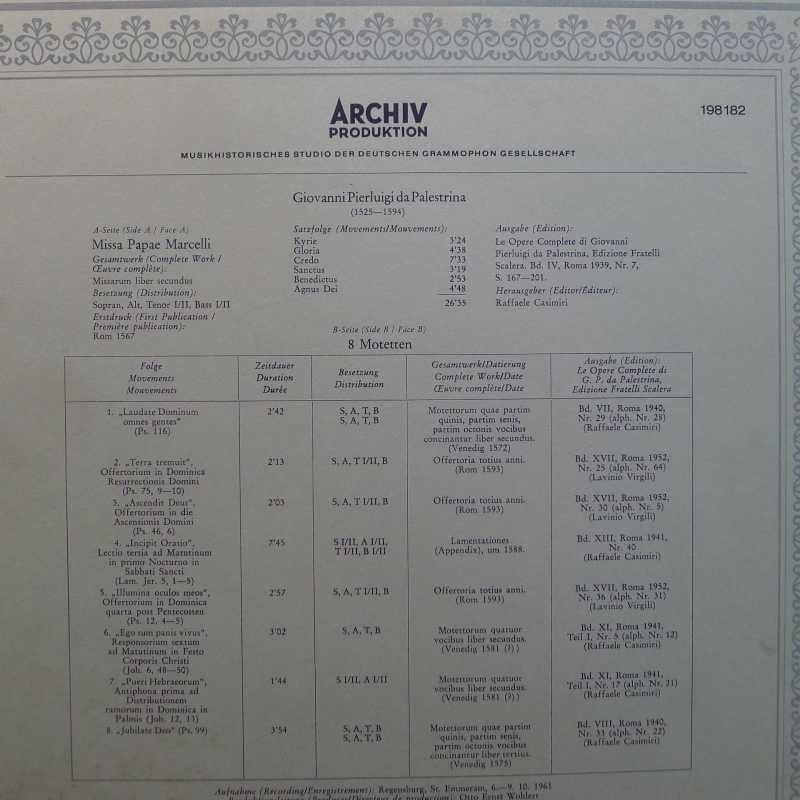 ARCHIV
PRODUKTION
198182
MUSIKHISTORISCHES STUDIO DER DEUTSCHEN GRAMMOPHON GESELLSCHAFT
Giovanni Pierluigi da Palestrina
(1525—1594)
A-Seite (Side A / Face A)
Missa Papae Marcelli
Gesamtwerk (Complete Work /
Œuvre complète):
Missarum liber secundus
Besetzung (Distribution):
Sopran, Alt, Tenor I/II, Bass I/II
Erstdruck (First Publication /
Première publication):
Rom 1567
Satzfolge (Movements/Mouvements):
Kyrie 3'24
Gloria 4'38
Credo 7'33
Sanctus 3'19
Benedictus 2'53
Agnus Dei 4'48
26'35
Ausgabe (Edition):
Le Opere Complete di Giovanni
Pierluigi da Palestrina, Edizione Fratelli
Scalera. Bd. IV, Roma 1939, Nr. 7,
S. 167—201.
Herausgeber (Editor/Éditeur):
Raffaele Casimiri
B-Seite (Side B / Face B)
8 Motetten
Folge
Movements
Mouvements
Zeitdauer
Duration
Durée
Besetzung
Distribution
Gesamtwerk/Datierung
Complete Work/Date
Œuvre complète/Date
Ausgabe (Edition):
Le Opere Complete di
G. P. da Palestrina,
Edizione Fratelli Scalera
1. „Laudate Dominum
omnes gentes“
(Ps. 116)
2'42
S, A, T, B
S, A, T, B
Motettorum quae partim
quinis, partim senis,
partim octonis vocibus
concinantur liber secundus.
(Venedig 1572)
Bd. VII, Roma 1940,
Nr. 29 (alph. Nr. 28)
(Raffaele Casimiri)
2. „Terra tremuit“,
Offertorium in Dominica
Resurrectionis Domini
(Ps. 75, 9—10)
2'13
S, A, T I/II, B
Offertoria totius anni.
(Rom 1593)
Bd. XVII, Roma 1952,
Nr. 25 (alph. Nr. 64)
(Lavinio Virgili)
3. „Ascendit Deus“,
Offertorium in die
Ascensionis Domini
(Ps. 46, 6)
2'03
S, A, T I/II, B
Offertoria totius anni.
(Rom 1593)
Bd. XVII, Roma 1952,
Nr. 30 (alph. Nr. 5)
(Lavinio Virgili)
4. „Incipit Oratio“,
Lectio tertia ad Matutinum
in primo Nocturno in
Sabbati Sancti
(Lam. Jer. 5, 1—5)
7'45
S I/II, A I/II,
T I/II, B I/II
Lamentationes
(Appendix), um 1588.
Bd. XIII, Roma 1941,
Nr. 40
(Raffaele Casimiri)
5. „Illumina oculos meos“,
Offertorium in Dominica
quarta post Pentecosten
(Ps. 12, 4—5)
2'57
S, A, T I/II, B
Offertoria totius anni.
(Rom 1593)
Bd. XVII, Roma 1952,
Nr. 36 (alph. Nr. 31)
(Lavinio Virgili)
6. „Ego sum panis vivus“,
Responsorium sextum
ad Matutinum in Festo
Corporis Christi
(Joh. 6, 48—50)
3'02
S, A, T, B
Motettorum quatuor
vocibus liber secundus.
(Venedig 1581 (?))
Bd. XI, Roma 1941,
Teil I, Nr. 5 (alph. Nr. 12)
(Raffaele Casimiri)
7. „Pueri Hebraeorum“,
Antiphona prima ad
Distributionem
ramorum in Dominica in
Palmis (Joh. 12, 13)
1'44
S I/II, A I/II
Motettorum quatuor
vocibus liber secundus.
(Venedig 1581 (?))
Bd. XI, Roma 1941,
Teil I, Nr. 17 (alph. Nr. 21)
(Raffaele Casimiri)
8. „Jubilate Deo“ (Ps. 99)
3'54
S, A, T, B
S, A, T, B
Motettorum quae partim
quinis, partim senis,
partim octonis vocibus
concinantur liber tertius.
(Venedig 1575)
Bd. VIII, Roma 1940,
Nr. 33 (alph. Nr. 22)
(Raffaele Casimiri)
Aufnahme (Recording/Enregistrement): Regensburg, St. Emmeram, 6.—9. 10. 1961
Produktionsleitung (Producer/Directeur de production): Otto Ernst Wohlert